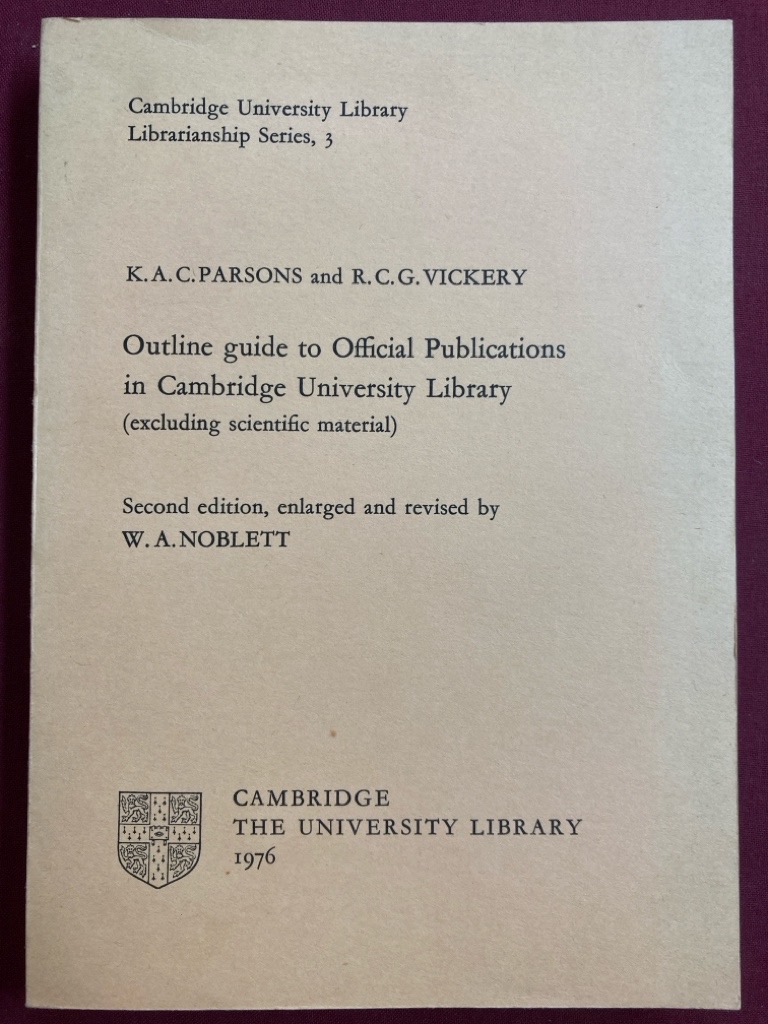 Cambridge University Library
Librarianship Series, 3
K.A.C.PARSONS and R.C.G.VICKERY
Outline guide to Official Publications
in Cambridge University Library
(excluding scientific material)
Second edition, enlarged and revised by
W.A.NOBLETT
CAMBRIDGE
THE UNIVERSITY LIBRARY
1976